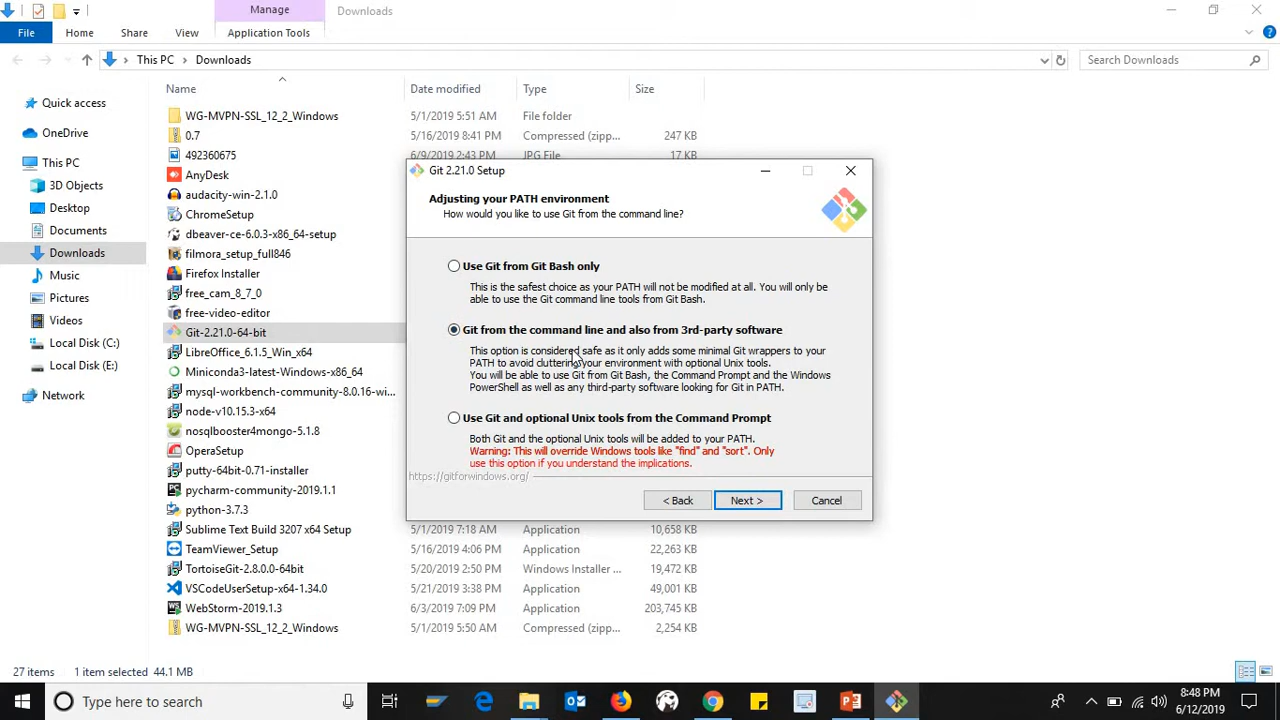 Manage
Downloads
File
Home
Share
View
Application Tools
This PC
Downloads
Search Downloads
Name
Date modified
Type
Size
Quick access
OneDrive
This PC
3D Objects
Desktop
Documents
Downloads
Music
Pictures
Videos
Local Disk (C:)
Local Disk (E:)
Network
WG-MVPN-SSL_12_2_Windows 5/1/2019 5:51 AM File folder
0.7 5/16/2019 8:41 PM Compressed (zipp... 247 KB
492360675 6/9/2019 2:43 PM JPG File 17 KB
AnyDesk
audacity-win-2.1.0
ChromeSetup
dbeaver-ce-6.0.3-x86_64-setup
filmora_setup_full846
Firefox Installer
free_cam_8_7_0
free-video-editor
Git-2.21.0-64-bit
LibreOffice_6.1.5_Win_x64
Miniconda3-latest-Windows-x86_64
mysql-workbench-community-8.0.16-win...
node-v10.15.3-x64
nosqlbooster4mongo-5.1.8
OperaSetup
putty-64bit-0.71-installer
pycharm-community-2019.1.1
python-3.7.3
Sublime Text Build 3207 x64 Setup 5/1/2019 7:18 AM Application 10,658 KB
TeamViewer_Setup 5/16/2019 4:06 PM Application 22,263 KB
TortoiseGit-2.8.0.0-64bit 5/20/2019 2:50 PM Windows Installer ... 19,472 KB
VSCodeUserSetup-x64-1.34.0 5/21/2019 3:38 PM Application 49,001 KB
WebStorm-2019.1.3 6/3/2019 7:09 PM Application 203,745 KB
WG-MVPN-SSL_12_2_Windows 5/1/2019 5:50 AM Compressed (zipp... 2,254 KB
Git 2.21.0 Setup
Adjusting your PATH environment
How would you like to use Git from the command line?
Use Git from Git Bash only
This is the safest choice as your PATH will not be modified at all. You will only be
able to use the Git command line tools from Git Bash.
Git from the command line and also from 3rd-party software
This option is considered safe as it only adds some minimal Git wrappers to your
PATH to avoid cluttering your environment with optional Unix tools.
You will be able to use Git from Git Bash, the Command Prompt and the Windows
PowerShell as well as any third-party software looking for Git in PATH.
Use Git and optional Unix tools from the Command Prompt
Both Git and the optional Unix tools will be added to your PATH.
Warning: This will override Windows tools like "find" and "sort". Only
use this option if you understand the implications.
https://gitforwindows.org/
< Back
Next >
Cancel
27 items 1 item selected 44.1 MB
Type here to search
8:48 PM
6/12/2019